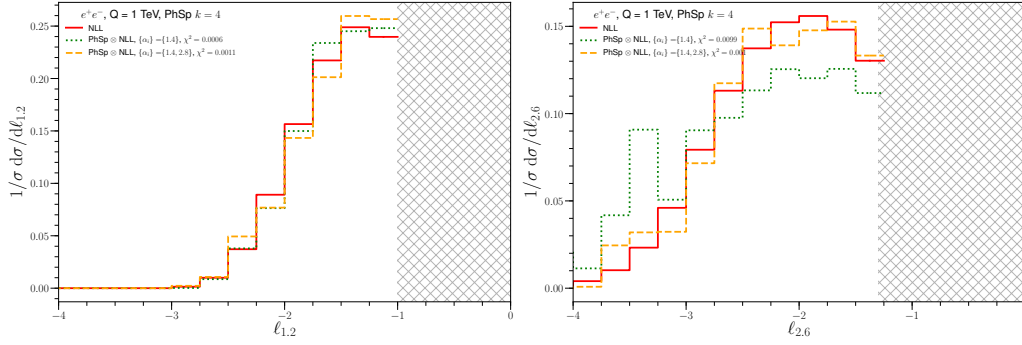 e⁺e⁻, Q = 1 TeV, PhSp k = 4
NLL
PhSp ⊗ NLL, {αᵢ} −{1.4}, χ² = 0.0006
PhSp ⊗ NLL, {αᵢ} −{1.4, 2.8}, χ² = 0.0011
1/σ dσ/dℓ₁.₂
0.25
0.20
0.15
0.10
0.05
0.00
−4 −3 −2 −1 0
ℓ₁.₂
e⁺e⁻, Q = 1 TeV, PhSp k = 4
NLL
PhSp ⊗ NLL, {αᵢ} −{1.4}, χ² = 0.0099
PhSp ⊗ NLL, {αᵢ} −{1.4, 2.8}, χ² =
1/σ dσ/dℓ₂.₆
0.15
0.10
0.05
0.00
−4 −3 −2 −1
ℓ₂.₆